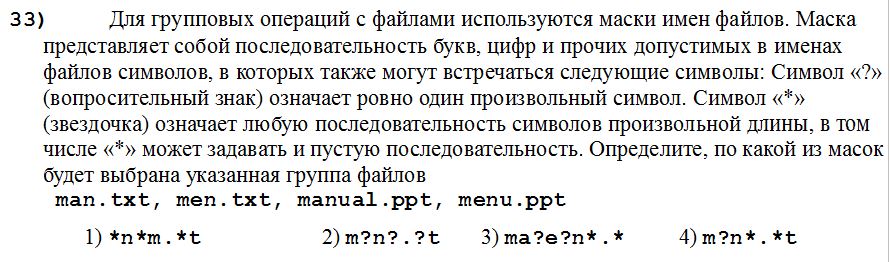 33) Для групповых операций с файлами используются маски имен файлов. Маска
представляет собой последовательность букв, цифр и прочих допустимых в именах
файлов символов, в которых также могут встречаться следующие символы: Символ «?»
(вопросительный знак) означает ровно один произвольный символ. Символ «*»
(звездочка) означает любую последовательность символов произвольной длины, в том
числе «*» может задавать и пустую последовательность. Определите, по какой из масок
будет выбрана указанная группа файлов
man.txt, men.txt, manual.ppt, menu.ppt
1) *n*m.*t 2) m?n?.?t 3) ma?e?n*.* 4) m?n*.*t